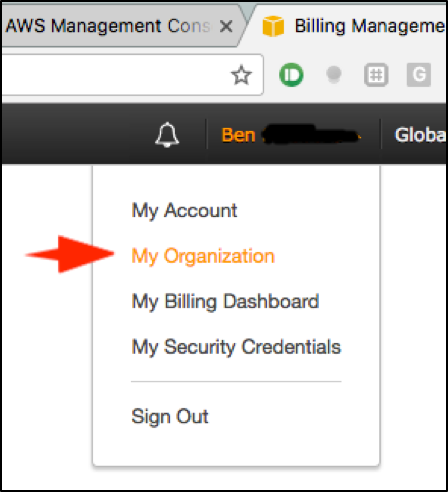 AWS Management Cons
Billing Manageme
Ben
Globa
My Account
My Organization
My Billing Dashboard
My Security Credentials
Sign Out